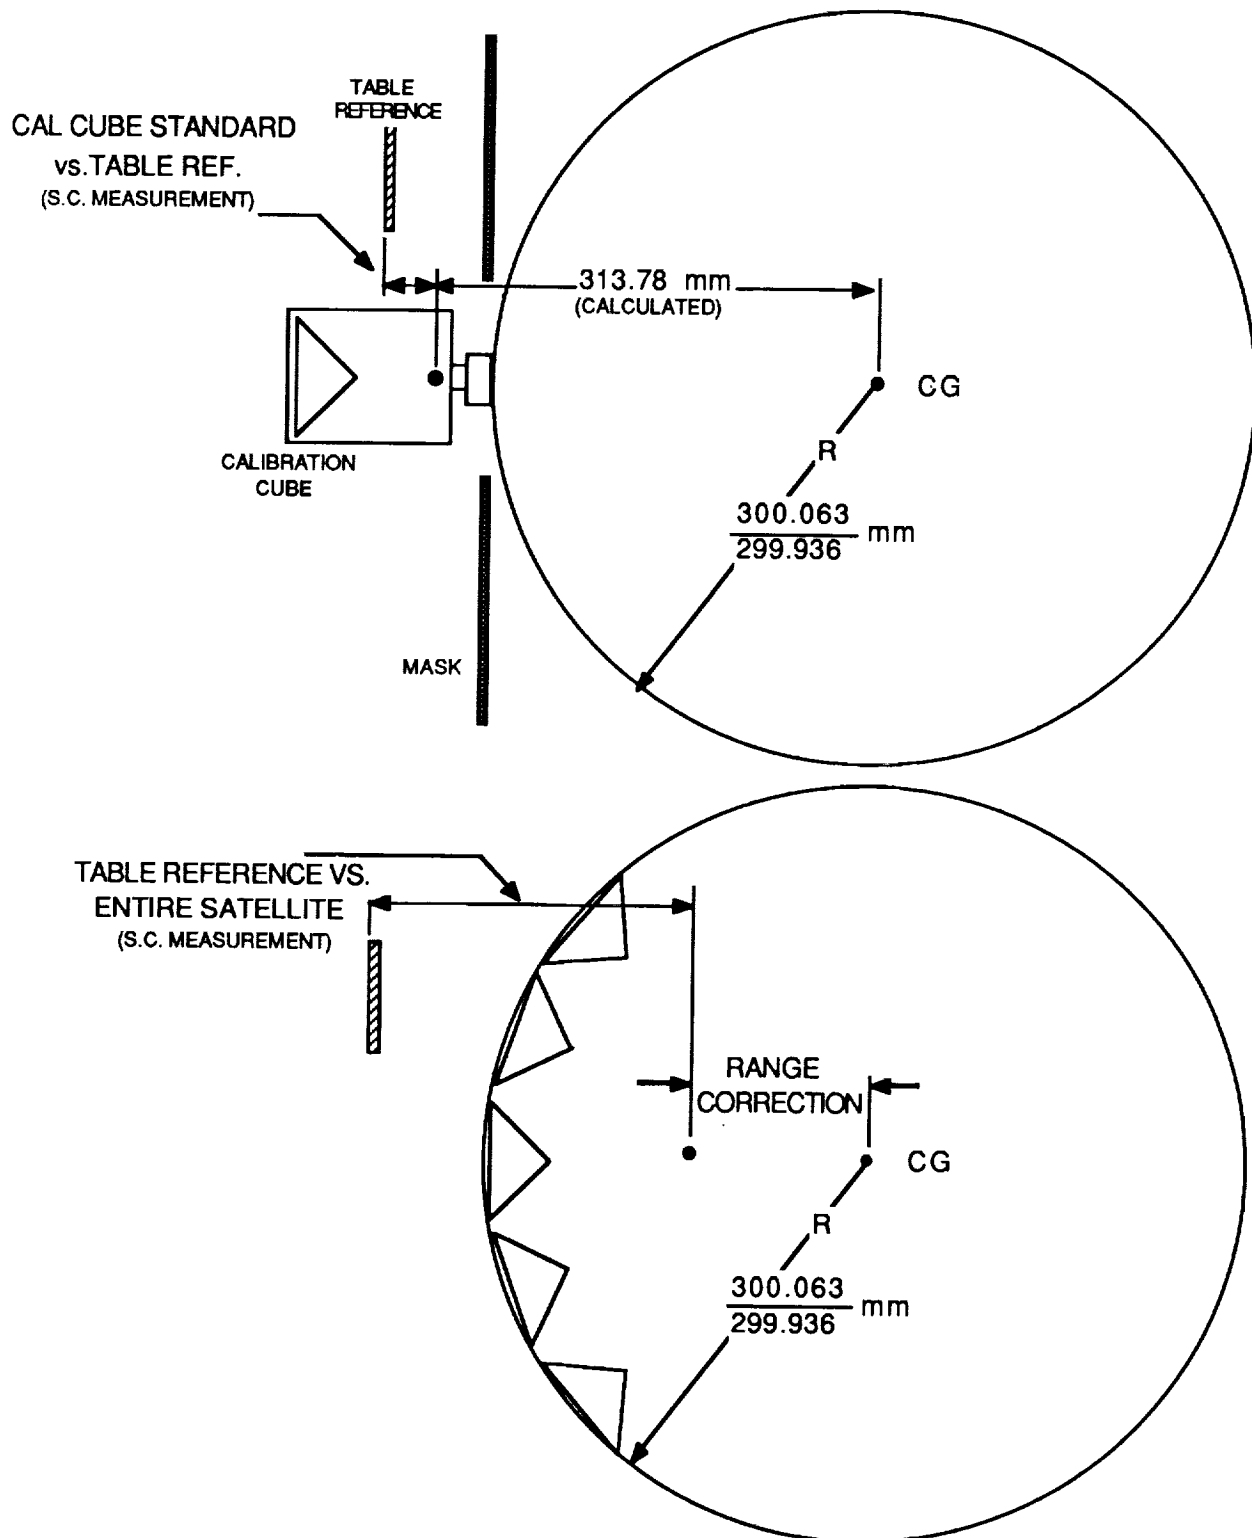 TABLE
REFERENCE
CAL CUBE STANDARD
vs.TABLE REF.
(S.C. MEASUREMENT)
313.78 mm
(CALCULATED)
CG
R
CALIBRATION
CUBE
300.063
299.936 mm
MASK
TABLE REFERENCE VS.
ENTIRE SATELLITE
(S.C. MEASUREMENT)
RANGE
CORRECTION
CG
R
300.063
299.936 mm